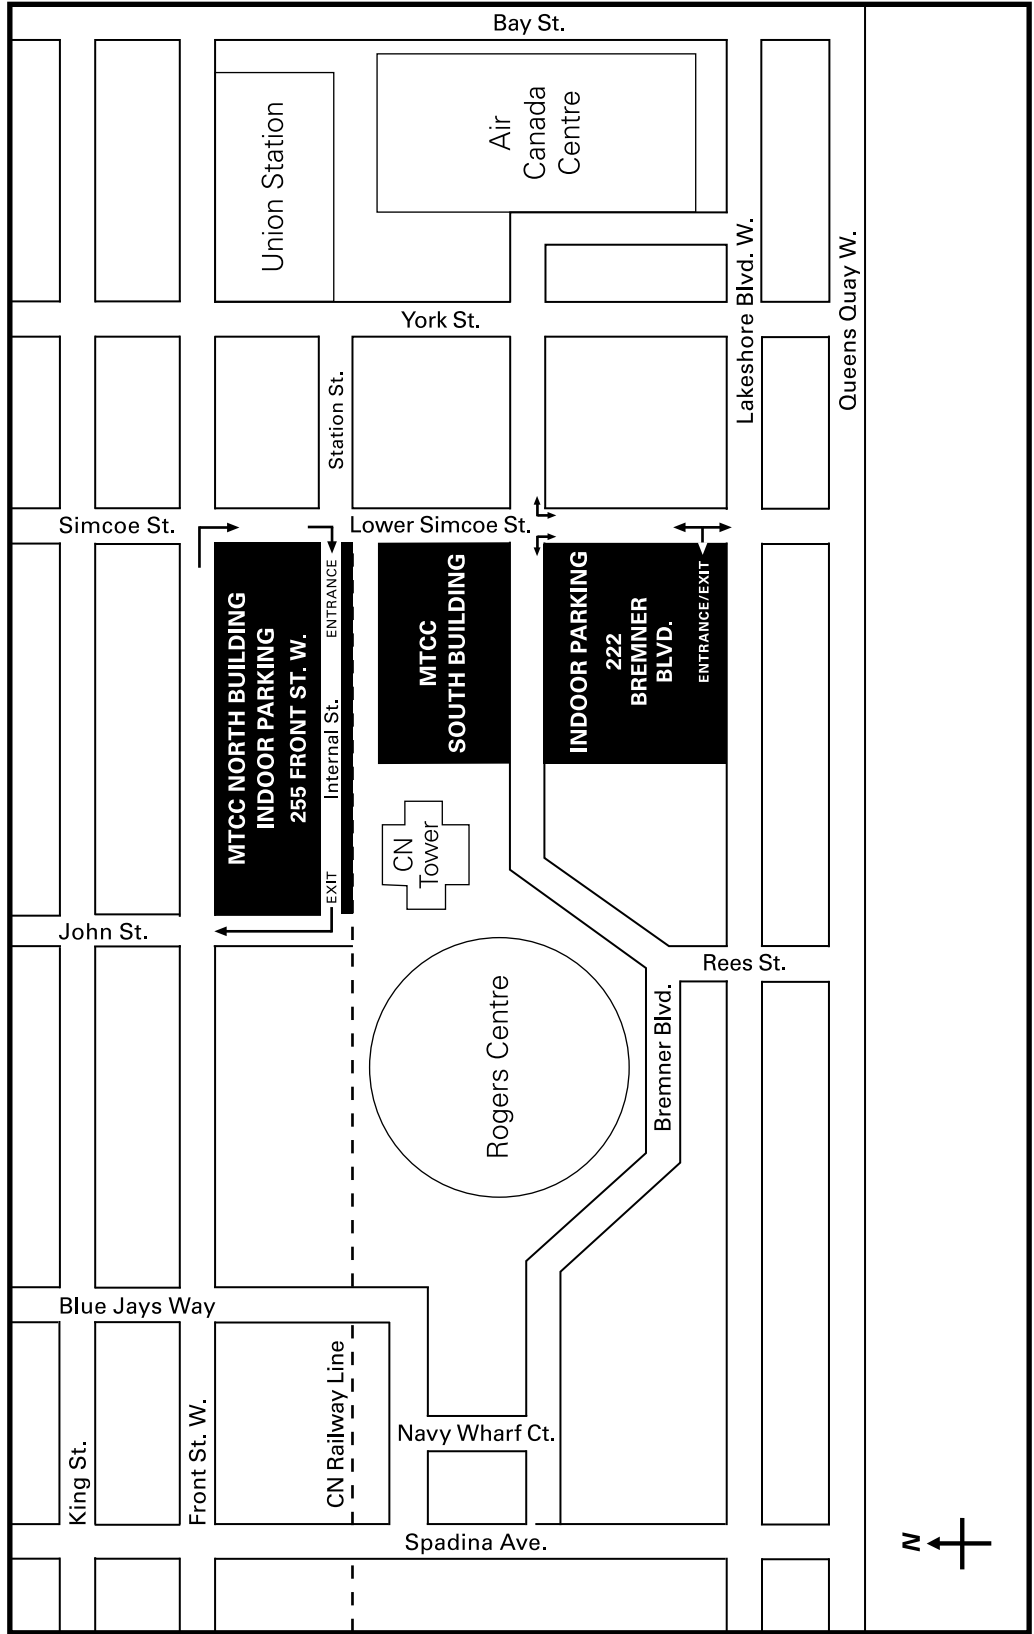 Bay St.
Union Station
Air
Canada
Centre
Lakeshore Blvd. W.
Queens Quay W.
York St.
Station St.
Simcoe St.
Lower Simcoe St.
MTCC NORTH BUILDING
INDOOR PARKING
255 FRONT ST. W.
ENTRANCE
Internal St.
EXIT
MTCC
SOUTH BUILDING
INDOOR PARKING
222
BREMNER
BLVD.
ENTRANCE/EXIT
CN
Tower
John St.
Rees St.
Rogers Centre
Bremner Blvd.
Blue Jays Way
King St.
Front St. W.
CN Railway Line
Navy Wharf Ct.
Spadina Ave.
N